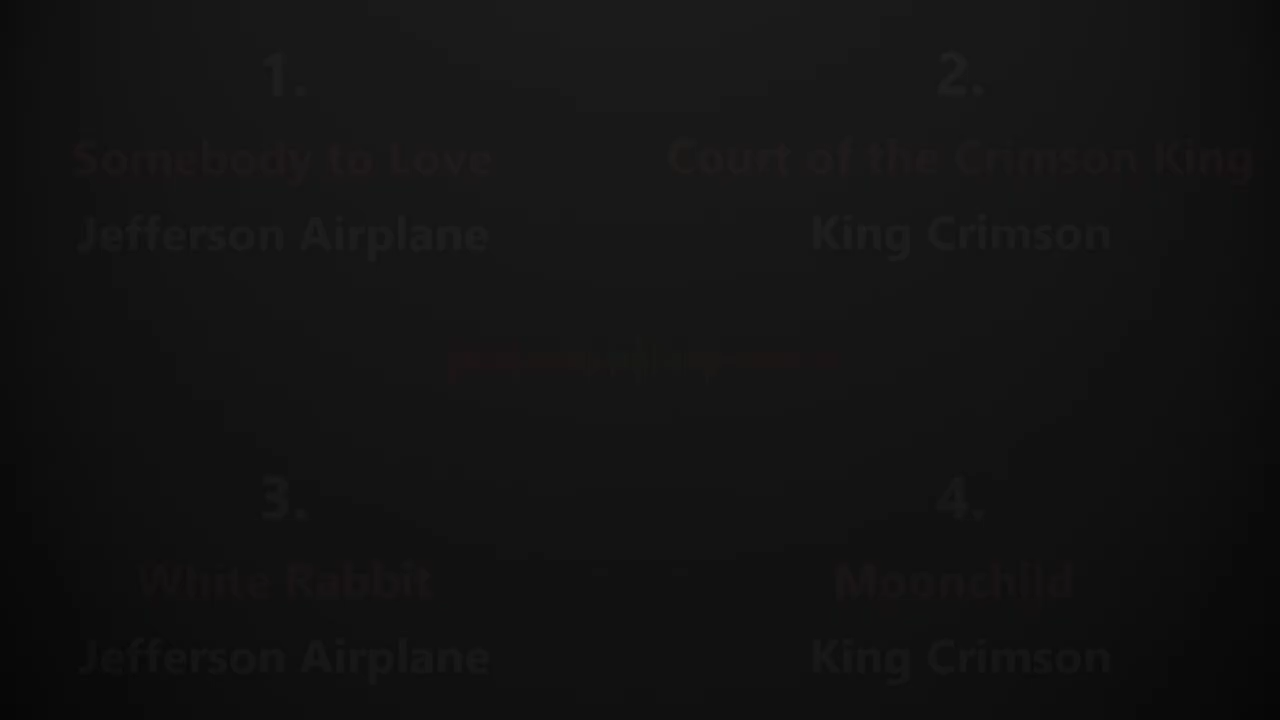 1.
Somebody to Love
Jefferson Airplane
2.
Court of the Crimson King
King Crimson
3.
White Rabbit
Jefferson Airplane
4.
Moonchild
King Crimson